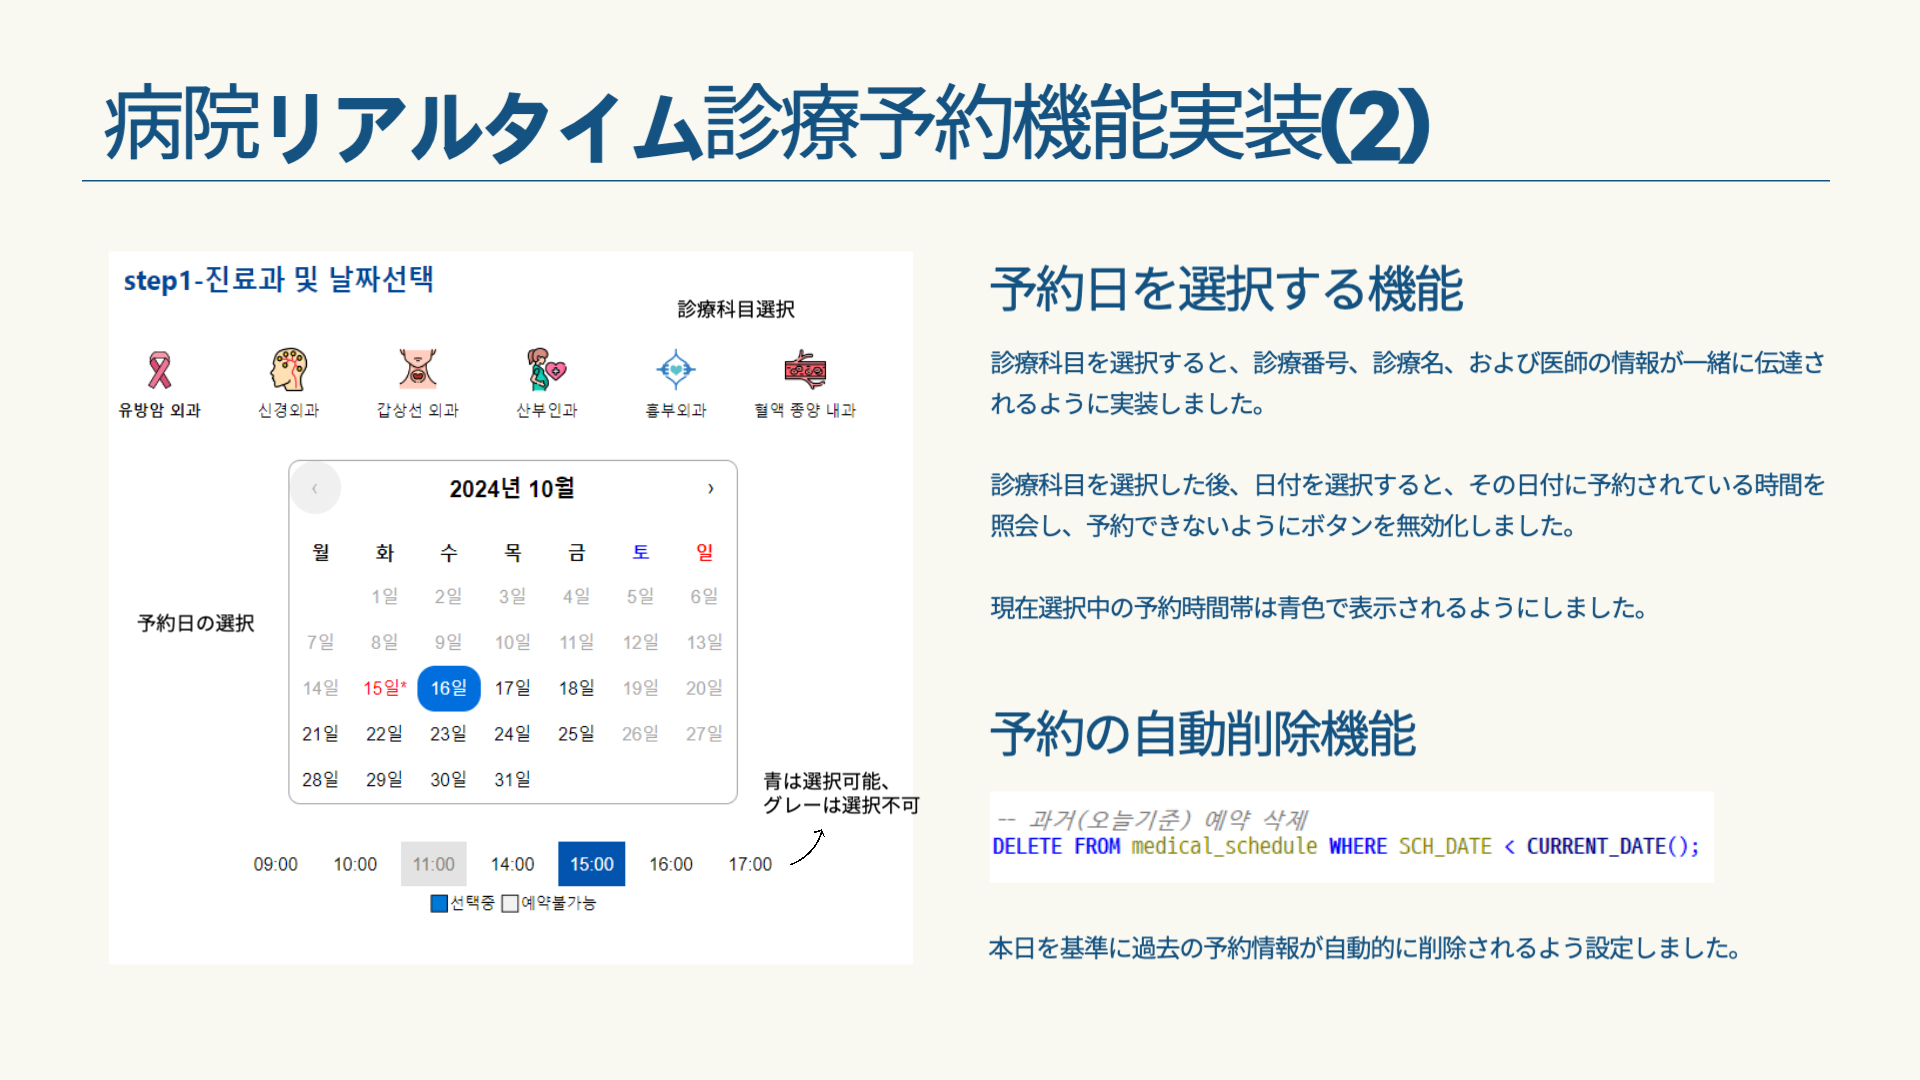 病院リアルタイム診療予約機能実装(2)
step1-진료과 및 날짜선택
診療科目選択
유방암 외과 신경외과 갑상선 외과 산부인과 흉부외과 혈액 종양 내과
‹ 2024년 10월 ›
월 화 수 목 금 토 일
1일 2일 3일 4일 5일 6일
7일 8일 9일 10일 11일 12일 13일
14일 15일* 16일 17일 18일 19일 20일
21일 22일 23일 24일 25일 26일 27일
28일 29일 30일 31일
予約日の選択
青は選択可能、
グレーは選択不可
09:00 10:00 11:00 14:00 15:00 16:00 17:00
선택중 예약불가능
予約日を選択する機能
診療科目を選択すると、診療番号、診療名、および医師の情報が一緒に伝達さ
れるように実装しました。
診療科目を選択した後、日付を選択すると、その日付に予約されている時間を
照会し、予約できないようにボタンを無効化しました。
現在選択中の予約時間帯は青色で表示されるようにしました。
予約の自動削除機能
-- 과거(오늘기준) 예약 삭제
DELETE FROM medical_schedule WHERE SCH_DATE < CURRENT_DATE();
本日を基準に過去の予約情報が自動的に削除されるよう設定しました。